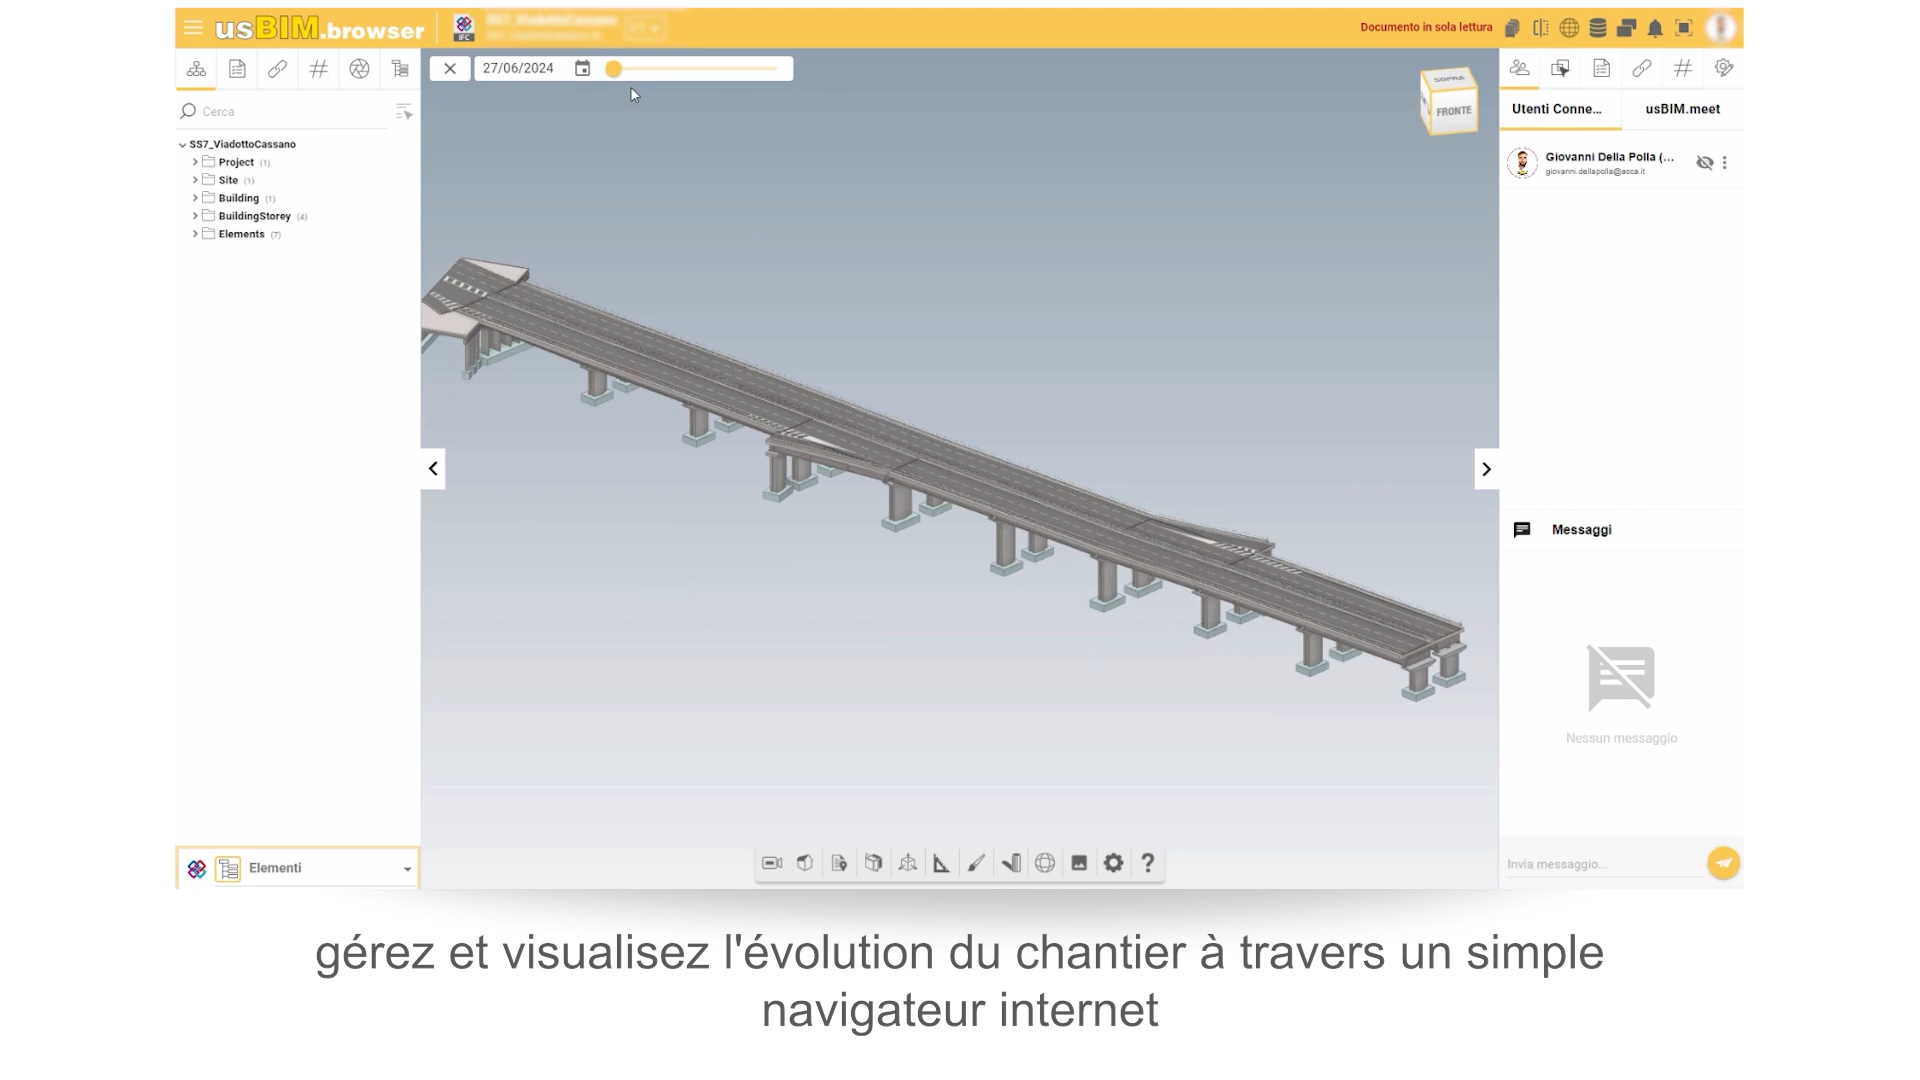 usBIM.browser
IFC
Documento in sola lettura
27/06/2024
Cerca
SS7_ViadottoCassano
Project (1)
Site (1)
Building (1)
BuildingStorey (4)
Elements (7)
Elementi
SOPRA
FRONTE
Utenti Conne...
usBIM.meet
Giovanni Della Polla (...
giovanni.dellapolla@acca.it
Messaggi
Nessun messaggio
Invia messaggio...
gérez et visualisez l'évolution du chantier à travers un simple
navigateur internet